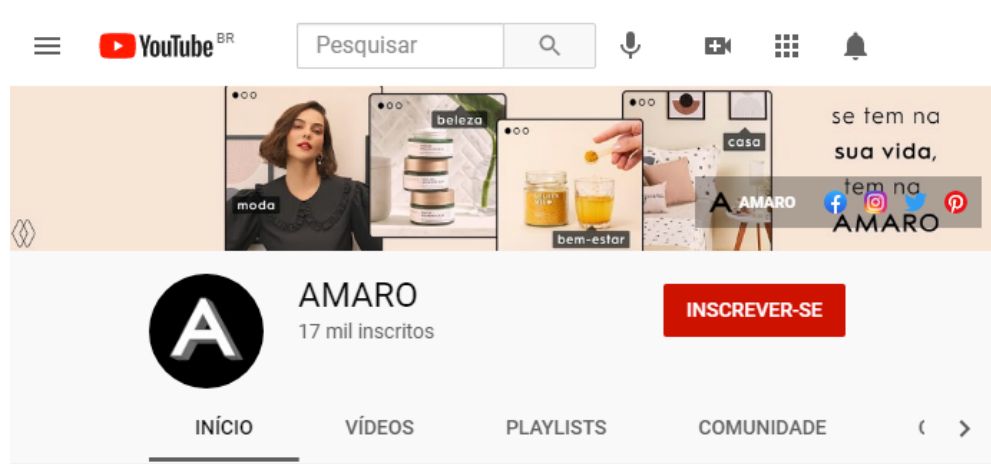 YouTube BR
Pesquisar
beleza
casa
moda
bem-estar
se tem na
sua vida,
tem na
AMARO
A AMARO
A
AMARO
17 mil inscritos
INSCREVER-SE
INÍCIO
VÍDEOS
PLAYLISTS
COMUNIDADE